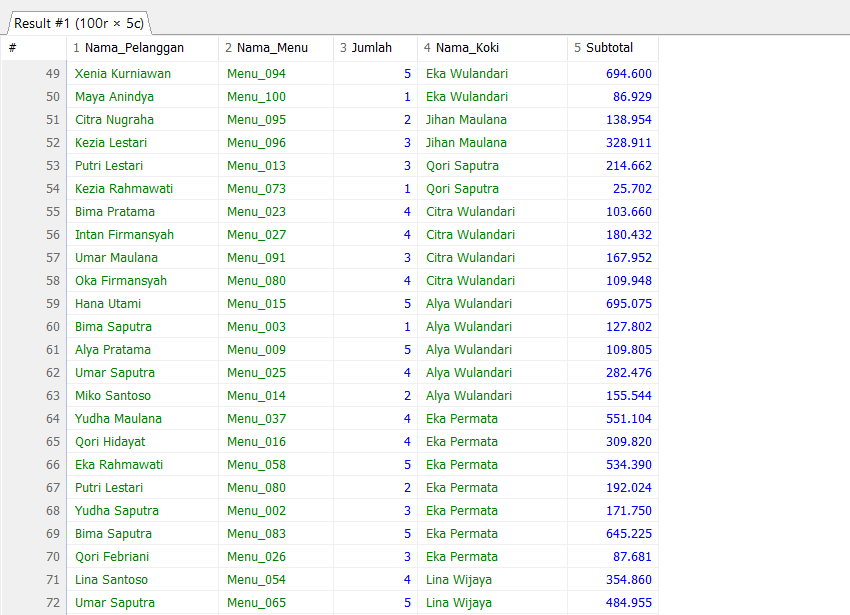 Result #1 (100r × 5c)
# 1 Nama_Pelanggan 2 Nama_Menu 3 Jumlah 4 Nama_Koki 5 Subtotal
49 Xenia Kurniawan Menu_094 5 Eka Wulandari 694.600
50 Maya Anindya Menu_100 1 Eka Wulandari 86.929
51 Citra Nugraha Menu_095 2 Jihan Maulana 138.954
52 Kezia Lestari Menu_096 3 Jihan Maulana 328.911
53 Putri Lestari Menu_013 3 Qori Saputra 214.662
54 Kezia Rahmawati Menu_073 1 Qori Saputra 25.702
55 Bima Pratama Menu_023 4 Citra Wulandari 103.660
56 Intan Firmansyah Menu_027 4 Citra Wulandari 180.432
57 Umar Maulana Menu_091 3 Citra Wulandari 167.952
58 Oka Firmansyah Menu_080 4 Citra Wulandari 109.948
59 Hana Utami Menu_015 5 Alya Wulandari 695.075
60 Bima Saputra Menu_003 1 Alya Wulandari 127.802
61 Alya Pratama Menu_009 5 Alya Wulandari 109.805
62 Umar Saputra Menu_025 4 Alya Wulandari 282.476
63 Miko Santoso Menu_014 2 Alya Wulandari 155.544
64 Yudha Maulana Menu_037 4 Eka Permata 551.104
65 Qori Hidayat Menu_016 4 Eka Permata 309.820
66 Eka Rahmawati Menu_058 5 Eka Permata 534.390
67 Putri Lestari Menu_080 2 Eka Permata 192.024
68 Yudha Saputra Menu_002 3 Eka Permata 171.750
69 Bima Saputra Menu_083 5 Eka Permata 645.225
70 Qori Febriani Menu_026 3 Eka Permata 87.681
71 Lina Santoso Menu_054 4 Lina Wijaya 354.860
72 Umar Saputra Menu_065 5 Lina Wijaya 484.955